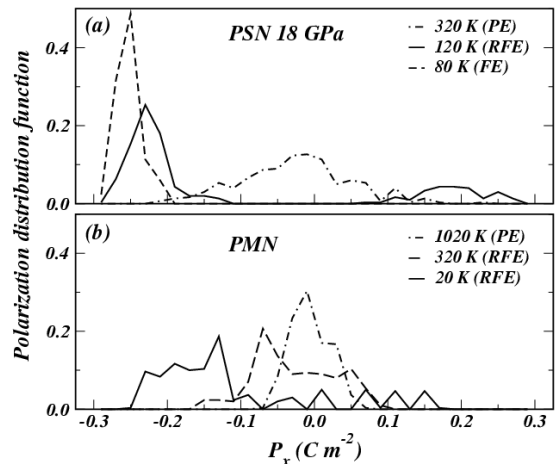 (a)
PSN 18 GPa
320 K (PE)
120 K (RFE)
80 K (FE)
0.4
0.2
0.0
(b)
PMN
1020 K (PE)
320 K (RFE)
20 K (RFE)
0.4
0.2
0.0
-0.3 -0.2 -0.1 0.0 0.1 0.2 0.3
Pₓ (C m⁻²)
Polarization distribution function